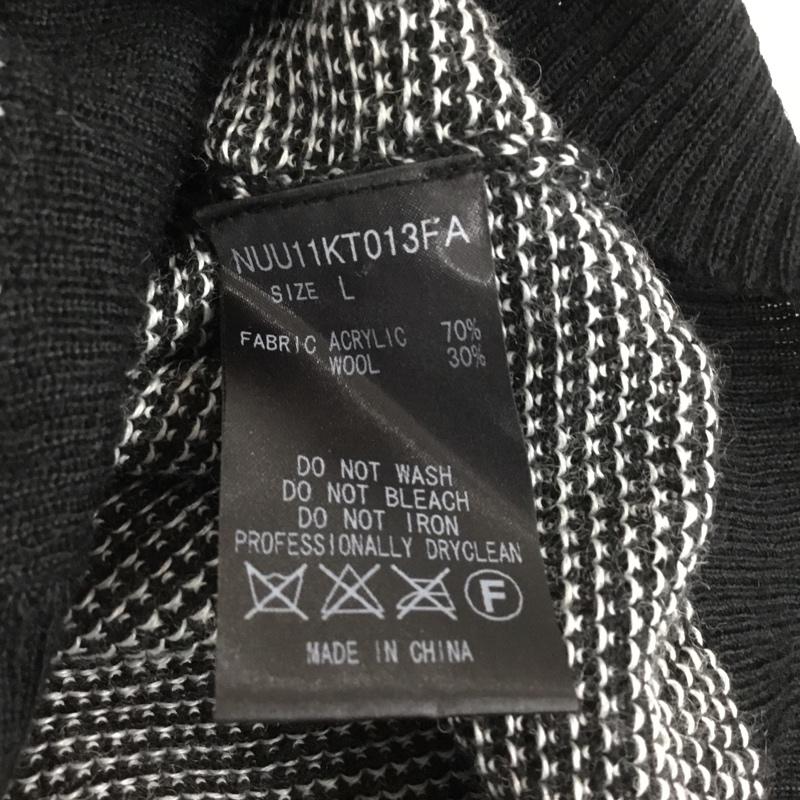 NUU11KT013FA
SIZE L
FABRIC ACRYLIC 70%
WOOL 30%
DO NOT WASH
DO NOT BLEACH
DO NOT IRON
PROFESSIONALLY DRYCLEAN
F
MADE IN CHINA